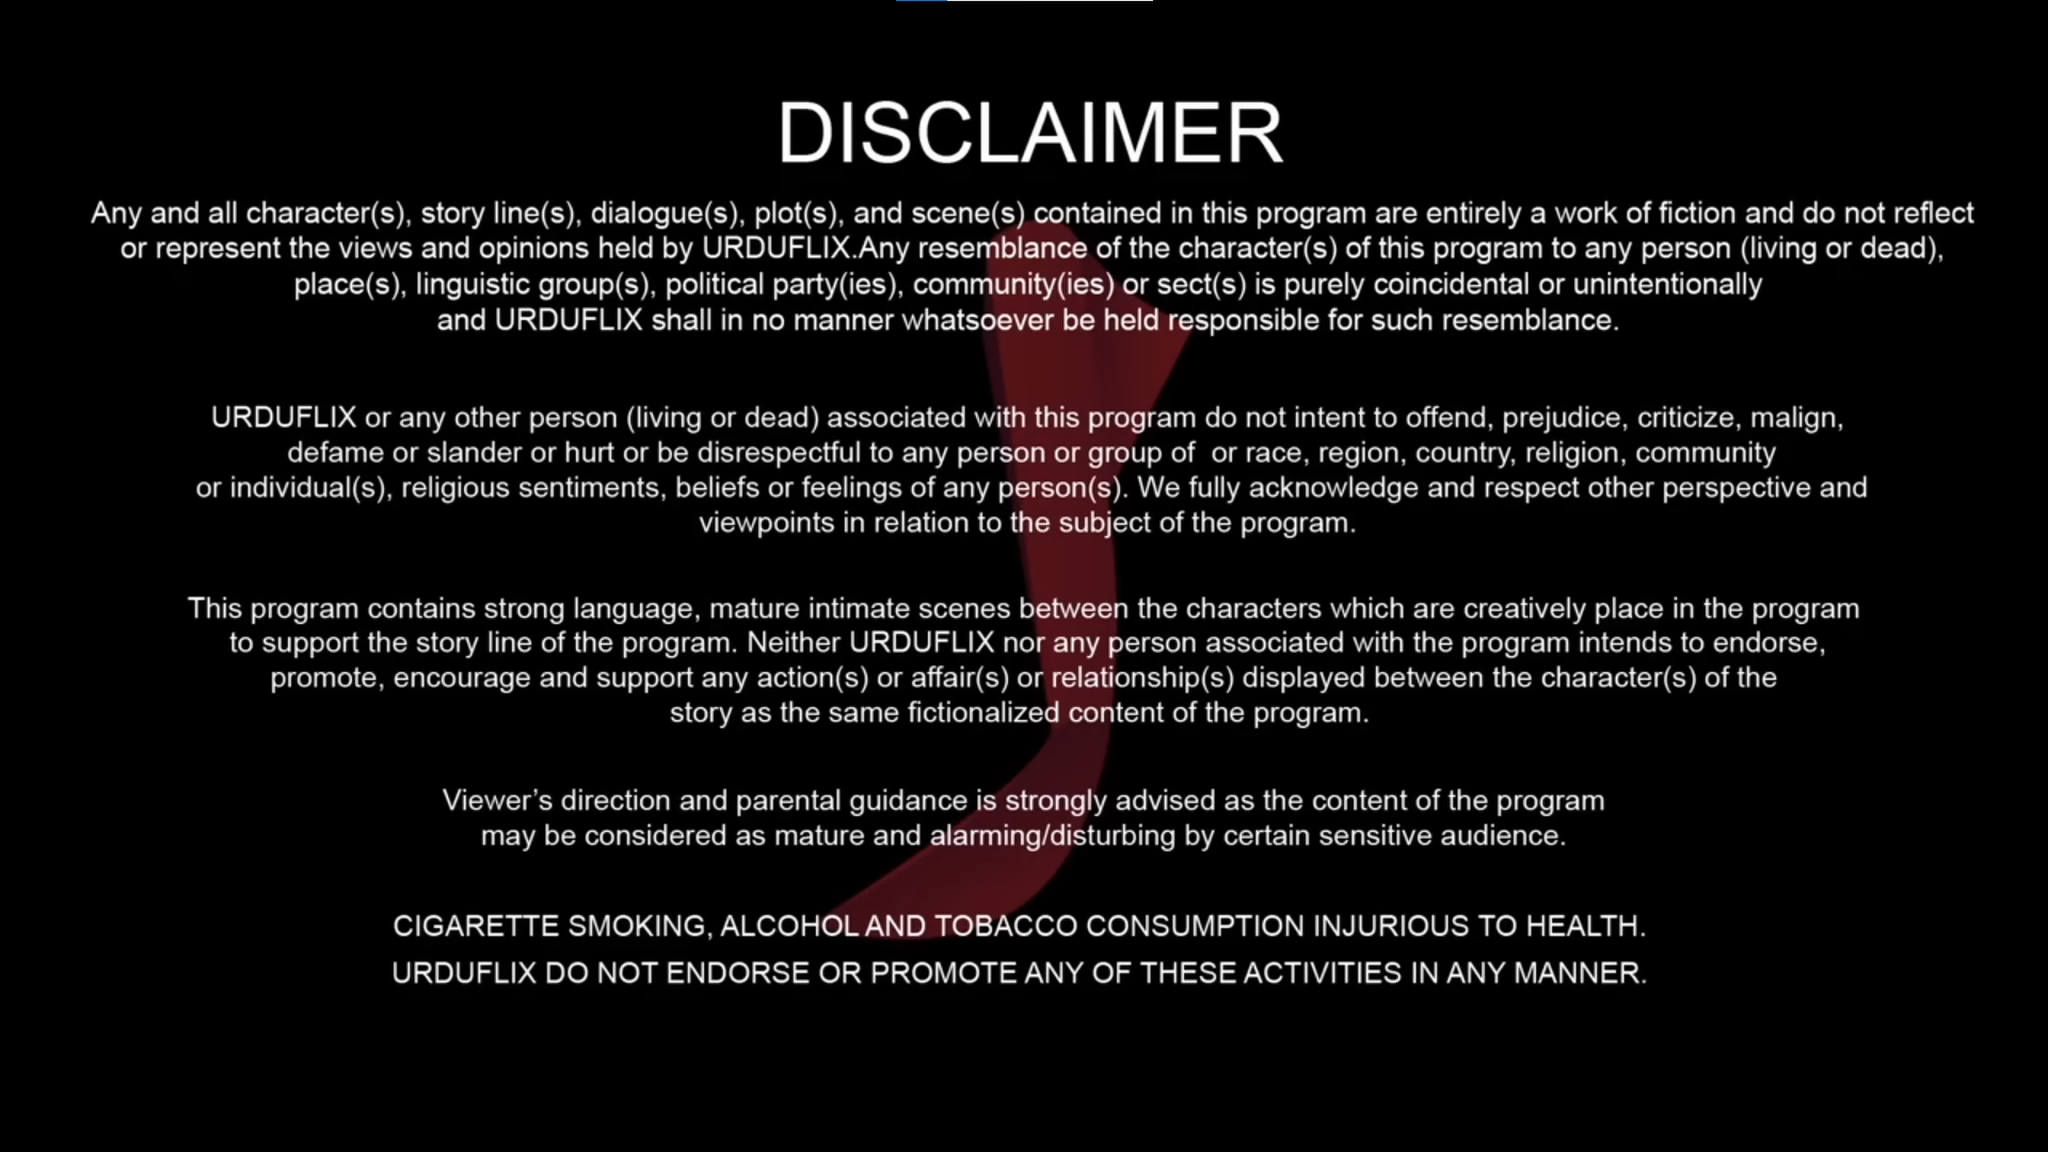 DISCLAIMER
Any and all character(s), story line(s), dialogue(s), plot(s), and scene(s) contained in this program are entirely a work of fiction and do not reflect
or represent the views and opinions held by URDUFLIX.Any resemblance of the character(s) of this program to any person (living or dead),
place(s), linguistic group(s), political party(ies), community(ies) or sect(s) is purely coincidental or unintentionally
and URDUFLIX shall in no manner whatsoever be held responsible for such resemblance.
URDUFLIX or any other person (living or dead) associated with this program do not intent to offend, prejudice, criticize, malign,
defame or slander or hurt or be disrespectful to any person or group of  or race, region, country, religion, community
or individual(s), religious sentiments, beliefs or feelings of any person(s). We fully acknowledge and respect other perspective and
viewpoints in relation to the subject of the program.
This program contains strong language, mature intimate scenes between the characters which are creatively place in the program
to support the story line of the program. Neither URDUFLIX nor any person associated with the program intends to endorse,
promote, encourage and support any action(s) or affair(s) or relationship(s) displayed between the character(s) of the
story as the same fictionalized content of the program.
Viewer’s direction and parental guidance is strongly advised as the content of the program
may be considered as mature and alarming/disturbing by certain sensitive audience.
CIGARETTE SMOKING, ALCOHOL AND TOBACCO CONSUMPTION INJURIOUS TO HEALTH.
URDUFLIX DO NOT ENDORSE OR PROMOTE ANY OF THESE ACTIVITIES IN ANY MANNER.